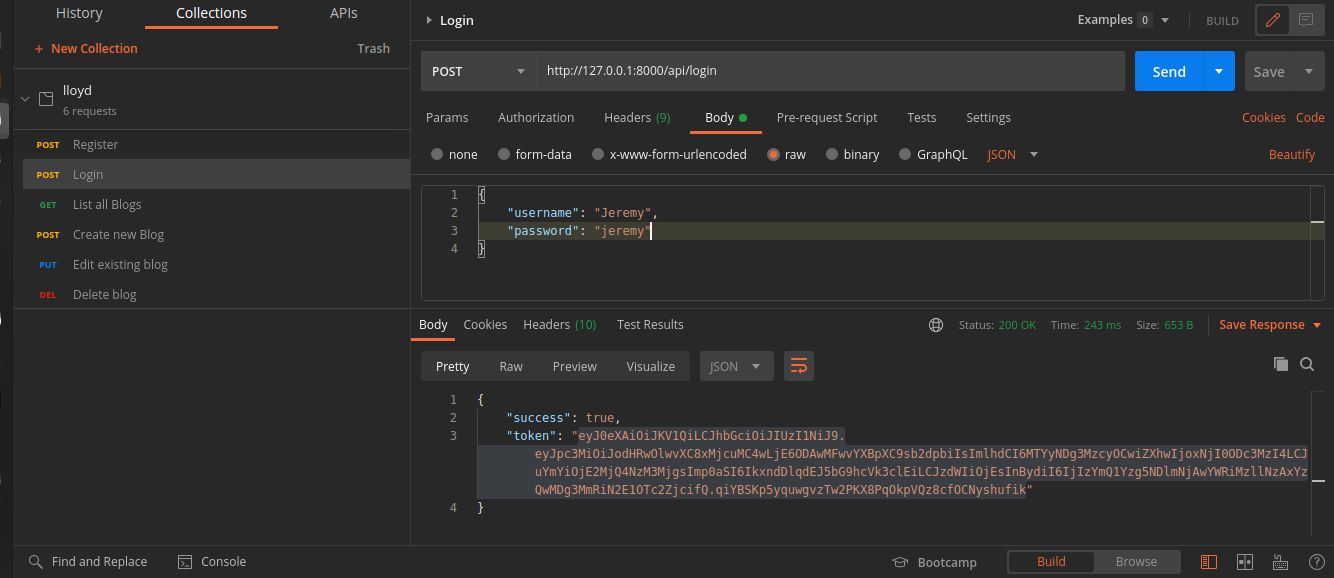 History Collections APIs
+ New Collection Trash
lloyd
6 requests
POST Register
POST Login
GET List all Blogs
POST Create new Blog
PUT Edit existing blog
DEL Delete blog
Login Examples 0 BUILD
POST http://127.0.0.1:8000/api/login Send Save
Params Authorization Headers (9) Body Pre-request Script Tests Settings Cookies Code
none form-data x-www-form-urlencoded raw binary GraphQL JSON Beautify
1 {
2 "username": "Jeremy",
3 "password": "jeremy"
4 }
Body Cookies Headers (10) Test Results Status: 200 OK Time: 243 ms Size: 653 B Save Response
Pretty Raw Preview Visualize JSON
1 {
2 "success": true,
3 "token": "eyJ0eXAiOiJKV1QiLCJhbGciOiJIUzI1NiJ9.
eyJpc3MiOiJodHRwOlwvXC8xMjcuMC4wLjE6ODAwMFwvYXBpXC9sb2dpbiIsImlhdCI6MTYyNDg3MzcyOCwiZXhwIjoxNjI0ODc3MzI4LCJ
uYmYiOjE2MjQ4NzM3MjgsImp0aSI6IkxndDlqdEJ5bG9hcVk3clEiLCJzdWIiOjEsInBydiI6IjIzYmQ1Yzg5NDlmNjAwYWRiMzllNzAxYz
QwMDg3MmRiN2E1OTc2ZjcifQ.qiYBSKp5yquwgvzTw2PKX8PqOkpVQz8cfOCNyshufik"
4 }
Find and Replace Console Bootcamp Build Browse